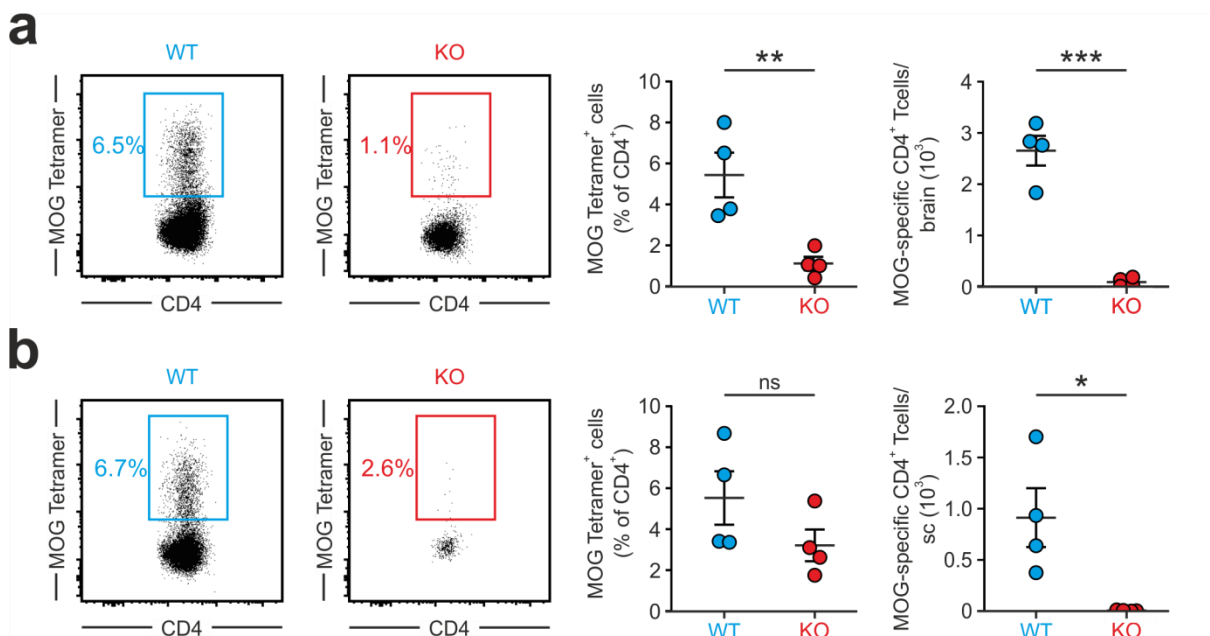 a
WT
KO
6.5%
1.1%
MOG Tetramer
CD4
MOG Tetramer
CD4
MOG Tetramer⁺ cells
(% of CD4⁺)
10
8
6
4
2
0
**
WT
KO
MOG-specific CD4⁺ Tcells/
brain (10³)
4
3
2
1
0
***
WT
KO
b
WT
KO
6.7%
2.6%
MOG Tetramer
CD4
MOG Tetramer
CD4
MOG Tetramer⁺ cells
(% of CD4⁺)
10
8
6
4
2
0
ns
WT
KO
MOG-specific CD4⁺ Tcells/
sc (10³)
2.0
1.5
1.0
0.5
0
*
WT
KO